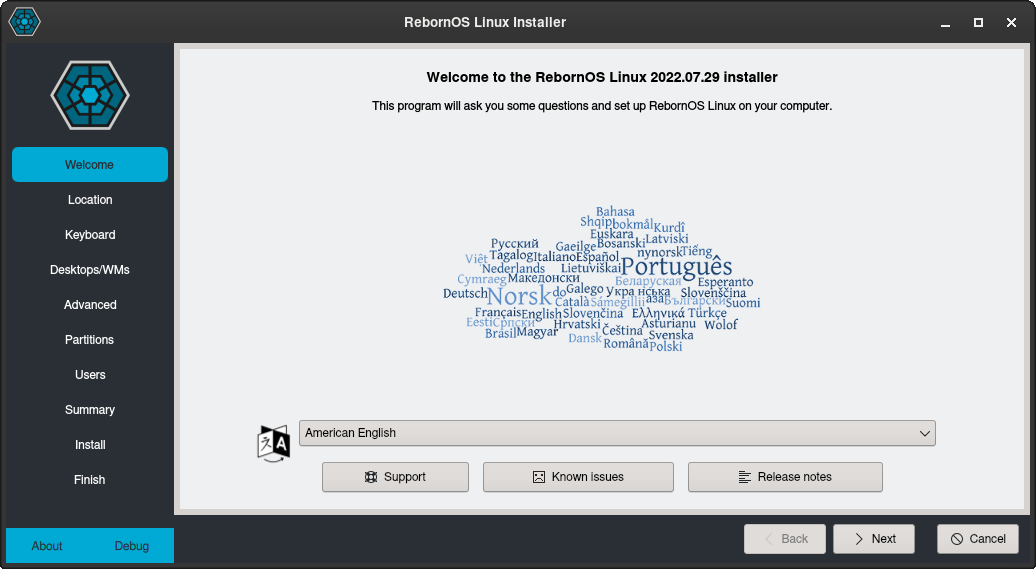 RebornOS Linux Installer
Welcome
Location
Keyboard
Desktops/WMs
Advanced
Partitions
Users
Summary
Install
Finish
About
Debug
Welcome to the RebornOS Linux 2022.07.29 installer
This program will ask you some questions and set up RebornOS Linux on your computer.
Bahasa
Shqip
bokmål
Kurdî
Euskara
Latviski
Русский
Gaeilge
Bosanski
nynorsk
Tiếng
Việt
Tagalog
Italiano
Español
Português
Nederlands
Lietuviškai
Cymraeg
Македонски
Беларуская
Esperanto
Deutsch
Norsk
do
Galego
Укра нська
Slovenščina
Català
Sámegillii
аза
Български
Suomi
Français
English
Slovenčina
Ελληνικά
Türkçe
Eesti
Српски
Hrvatski
Asturianu
Wolof
Brasil
Magyar
Čeština
Svenska
Dansk
Română
Polski
American English
Support
Known issues
Release notes
Back
Next
Cancel